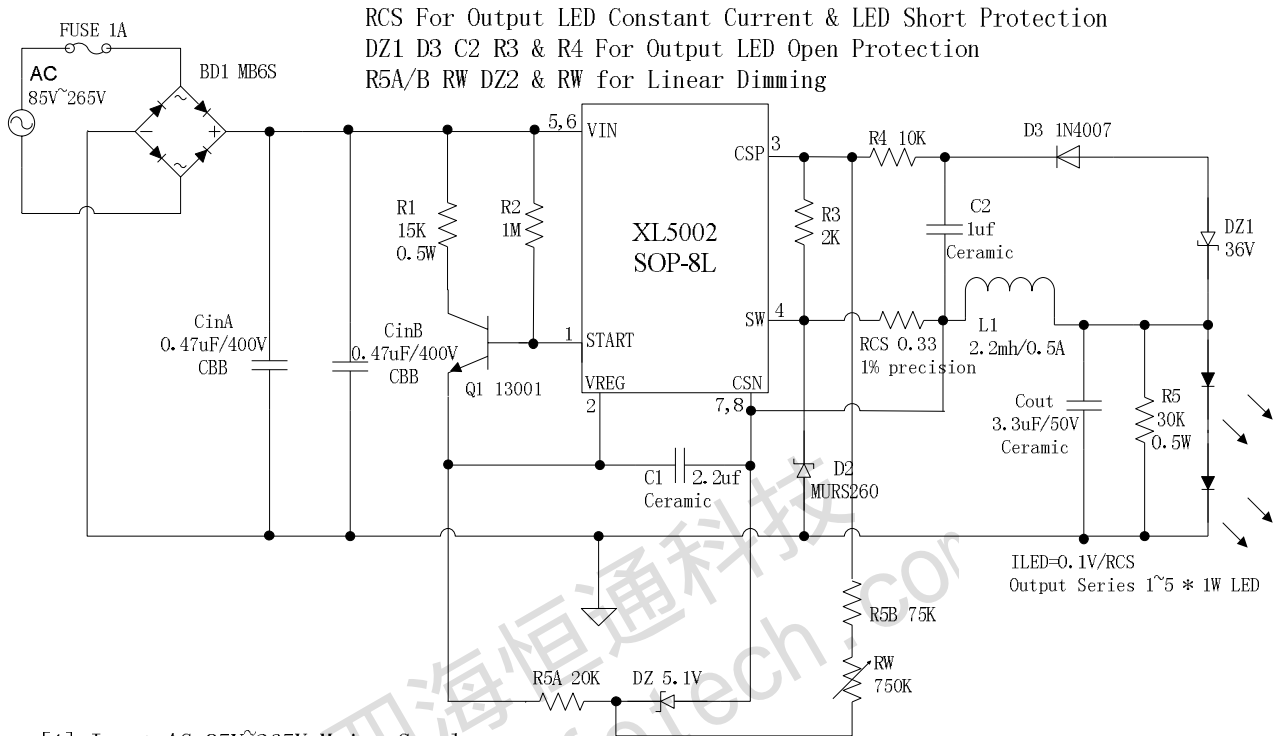 RCS For Output LED Constant Current & LED Short Protection
DZ1 D3 C2 R3 & R4 For Output LED Open Protection
R5A/B RW DZ2 & RW for Linear Dimming
FUSE 1A
AC
85V~265V
BD1 MB6S
~
-
+
~
5,6
VIN
CSP
3
R4 10K
D3 1N4007
R1
15K
0.5W
R2
1M
XL5002
SOP-8L
R3
2K
C2
1uf
Ceramic
DZ1
36V
CinA
0.47uF/400V
CBB
CinB
0.47uF/400V
CBB
1
START
SW
4
RCS 0.33
1% precision
L1
2.2mh/0.5A
Q1 13001
VREG
2
CSN
7,8
Cout
3.3uF/50V
Ceramic
R5
30K
0.5W
C1
2.2uf
Ceramic
D2
MURS260
ILED=0.1V/RCS
Output Series 1~5 * 1W LED
R5B 75K
RW
750K
R5A 20K
DZ 5.1V
四海恒通科技